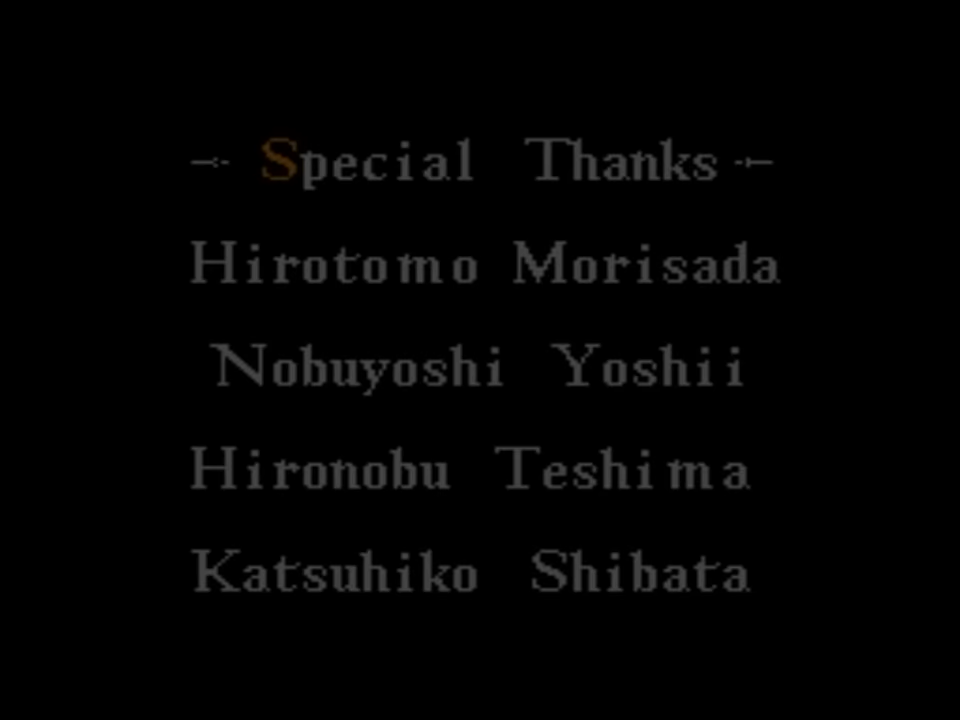 Special Thanks
Hirotomo Morisada
Nobuyoshi Yoshii
Hironobu Teshima
Katsuhiko Shibata